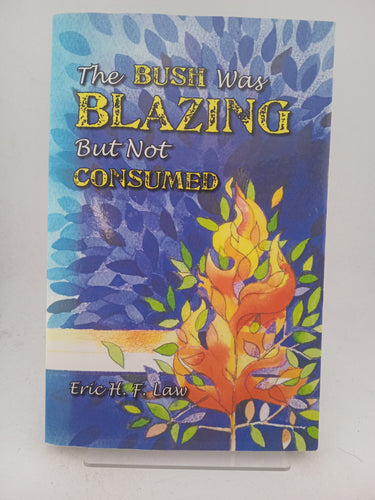 The BUSH Was
BLAZING
But Not
CONSUMED
Eric H. F. Law